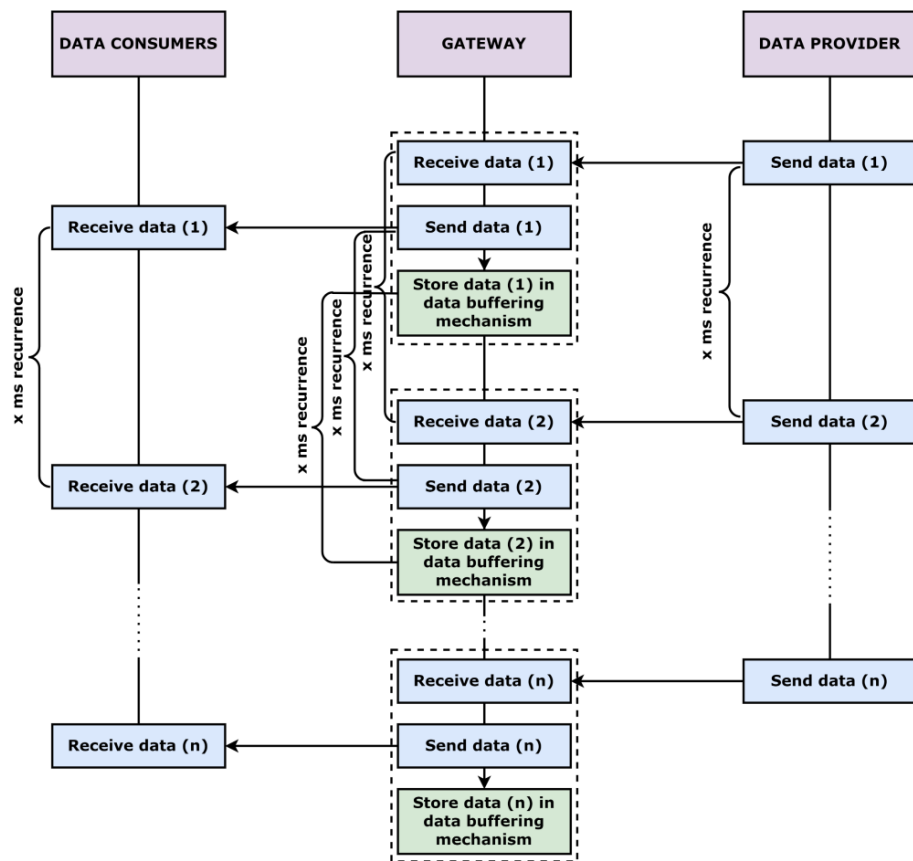 DATA CONSUMERS
GATEWAY
DATA PROVIDER
Receive data (1)
Send data (1)
Receive data (1)
Send data (1)
Store data (1) in
data buffering
mechanism
x ms recurrence
x ms recurrence
x ms recurrence
x ms recurrence
x ms recurrence
Receive data (2)
Send data (2)
Receive data (2)
Send data (2)
Store data (2) in
data buffering
mechanism
Receive data (n)
Send data (n)
Receive data (n)
Send data (n)
Store data (n) in
data buffering
mechanism